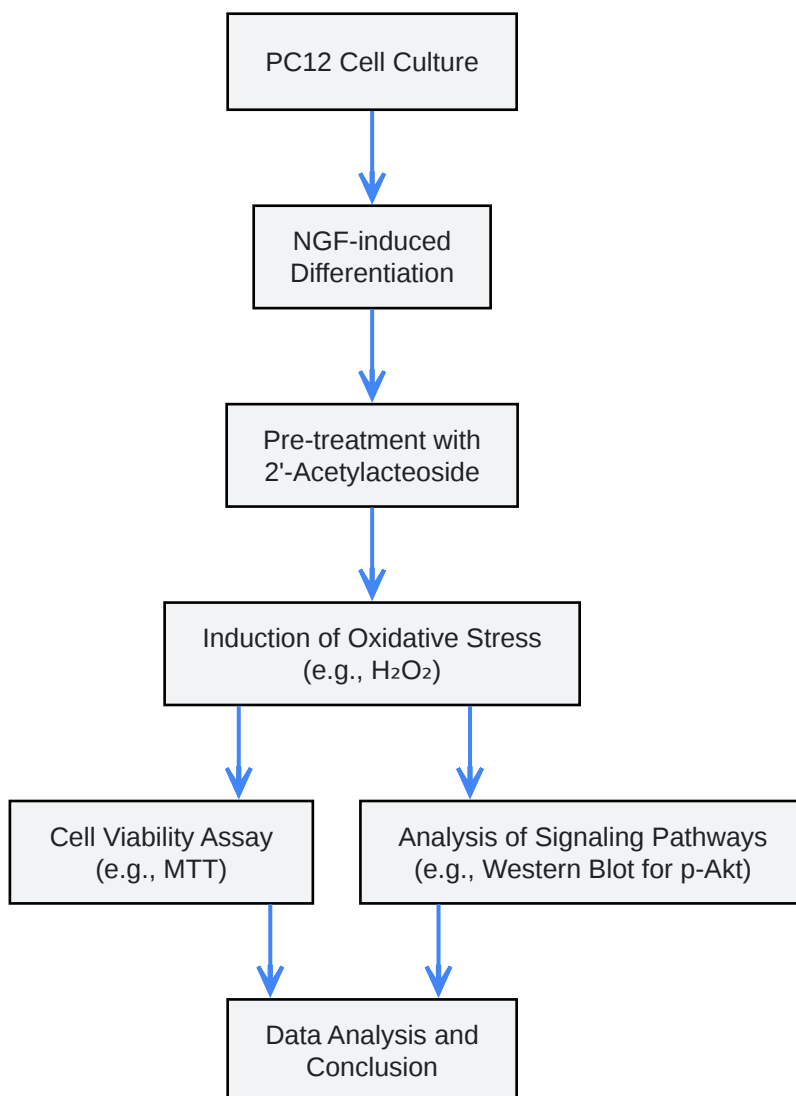 PC12 Cell Culture
NGF-induced
Differentiation
Pre-treatment with
2'-Acetylacteoside
Induction of Oxidative Stress
(e.g., H₂O₂)
Cell Viability Assay
(e.g., MTT)
Analysis of Signaling Pathways
(e.g., Western Blot for p-Akt)
Data Analysis and
Conclusion